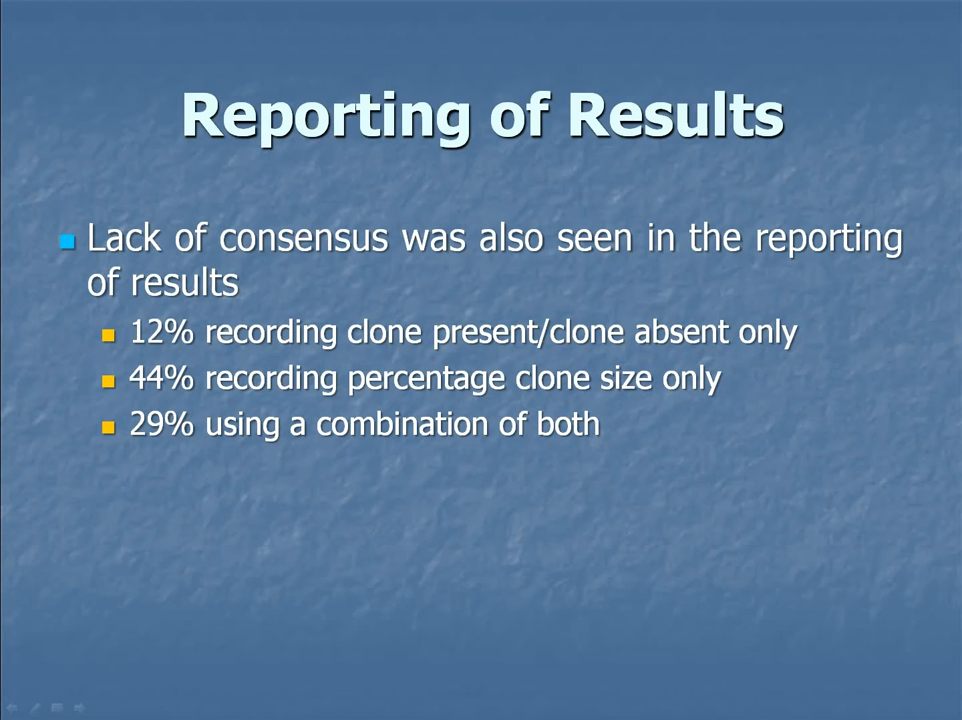 Reporting of Results
Lack of consensus was also seen in the reporting
of results
12% recording clone present/clone absent only
44% recording percentage clone size only
29% using a combination of both